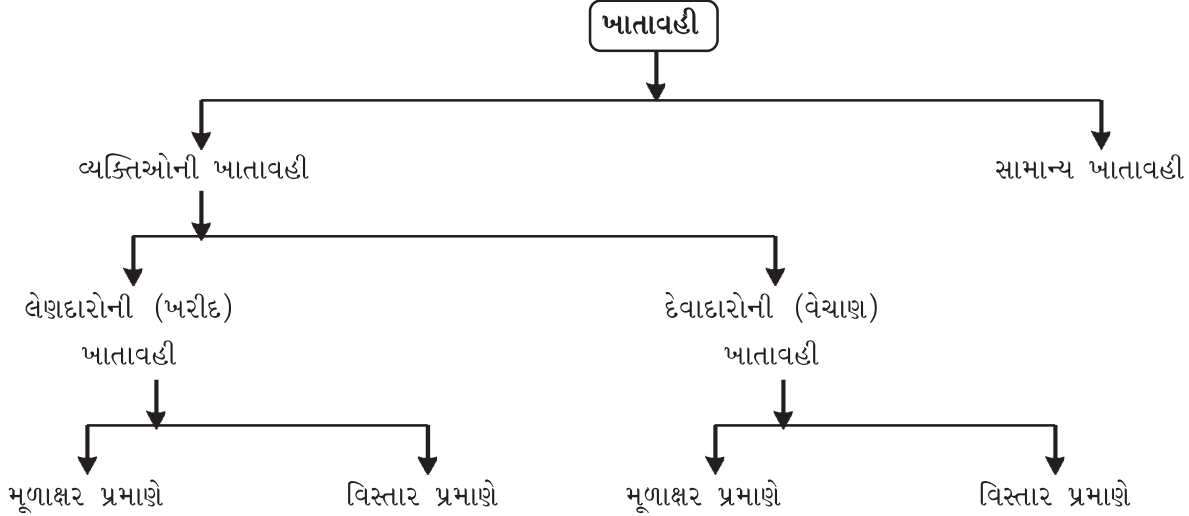 ખાતાવહી
વ્યક્તિઓની ખાતાવહી
સામાન્ય ખાતાવહી
લેણદારોની (ખરીદ)
ખાતાવહી
દેવાદારોની (વેચાણ)
ખાતાવહી
મૂળાક્ષર પ્રમાણે
વિસ્તાર પ્રમાણે
મૂળાક્ષર પ્રમાણે
વિસ્તાર પ્રમાણે